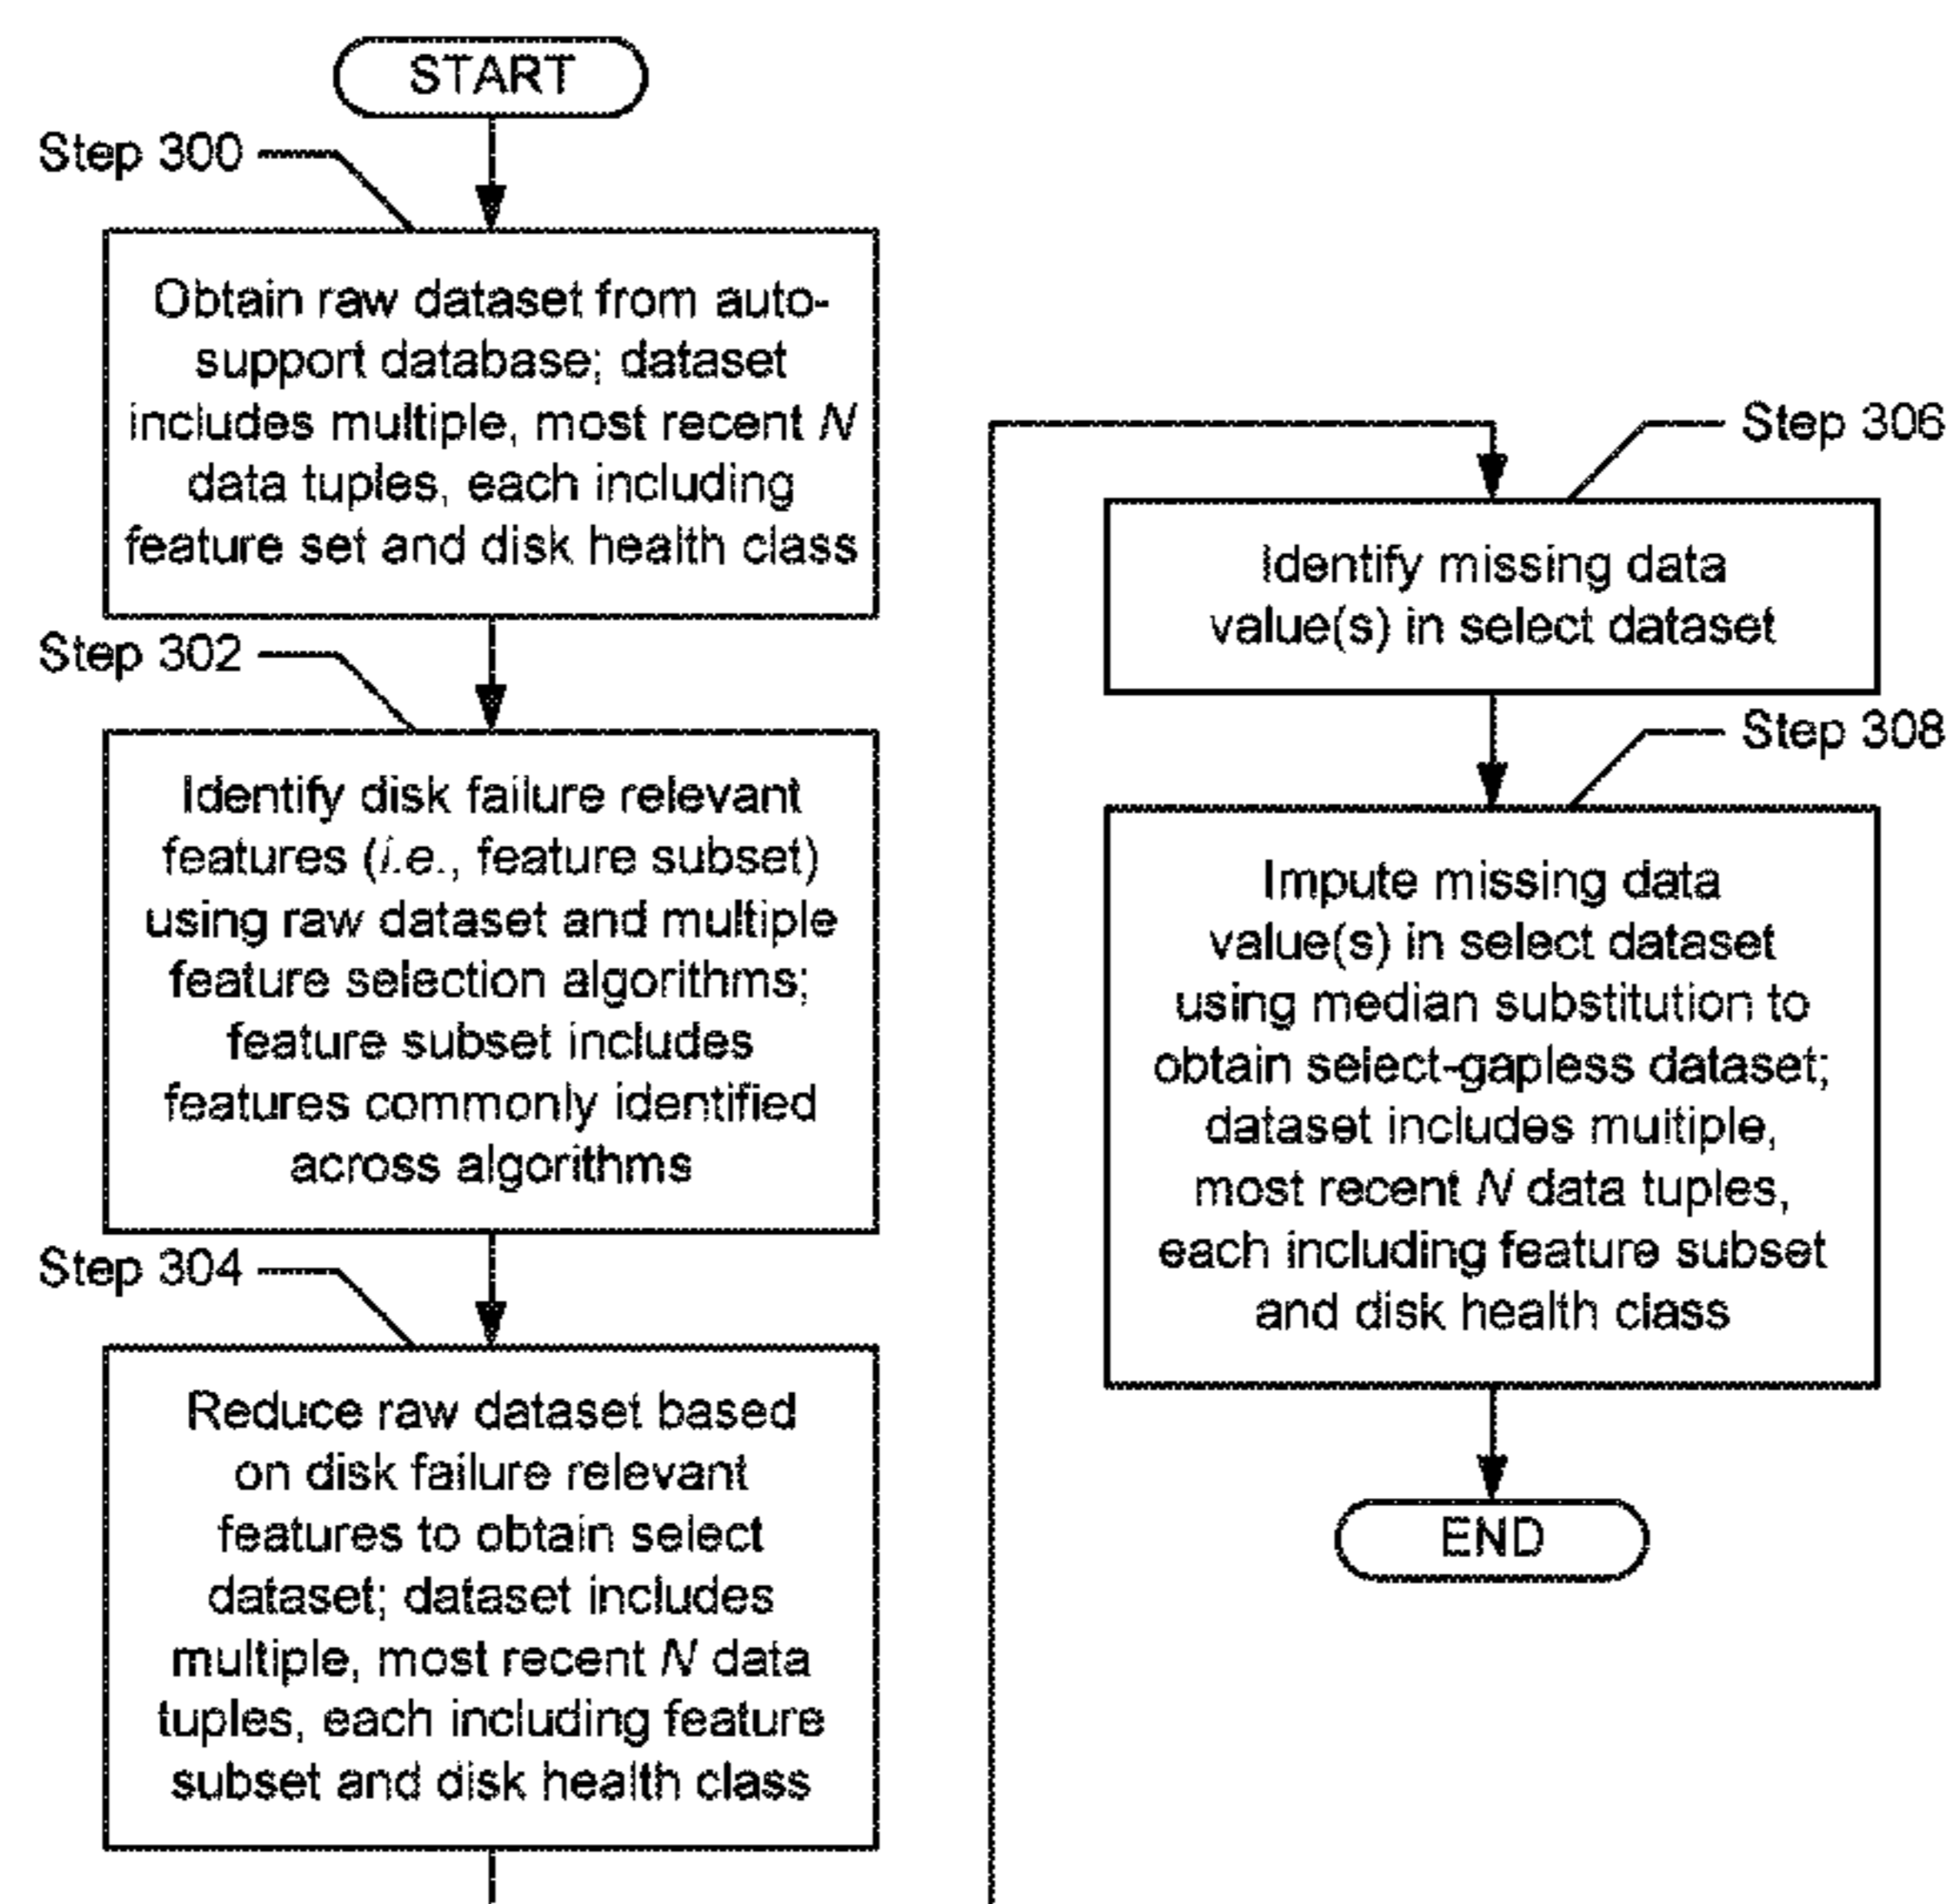 START
Step 300
Obtain raw dataset from auto-
support database; dataset
includes multiple, most recent N
data tuples, each including
feature set and disk health class
Step 302
Identify disk failure relevant
features (i.e., feature subset)
using raw dataset and multiple
feature selection algorithms;
feature subset includes
features commonly identified
across algorithms
Step 304
Reduce raw dataset based
on disk failure relevant
features to obtain select
dataset; dataset includes
multiple, most recent N data
tuples, each including feature
subset and disk health class
Step 306
Identify missing data
value(s) in select dataset
Step 308
Impute missing data
value(s) in select dataset
using median substitution to
obtain select-gapless dataset;
dataset includes multiple,
most recent N data tuples,
each including feature subset
and disk health class
END